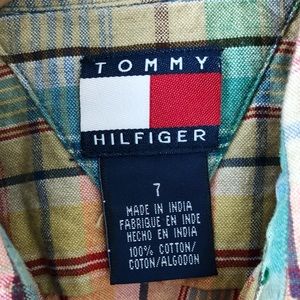 TOMMY
HILFIGER
7
MADE IN INDIA
FABRIQUE EN INDE
HECHO EN INDIA
100% COTTON/
COTON/ALGODON